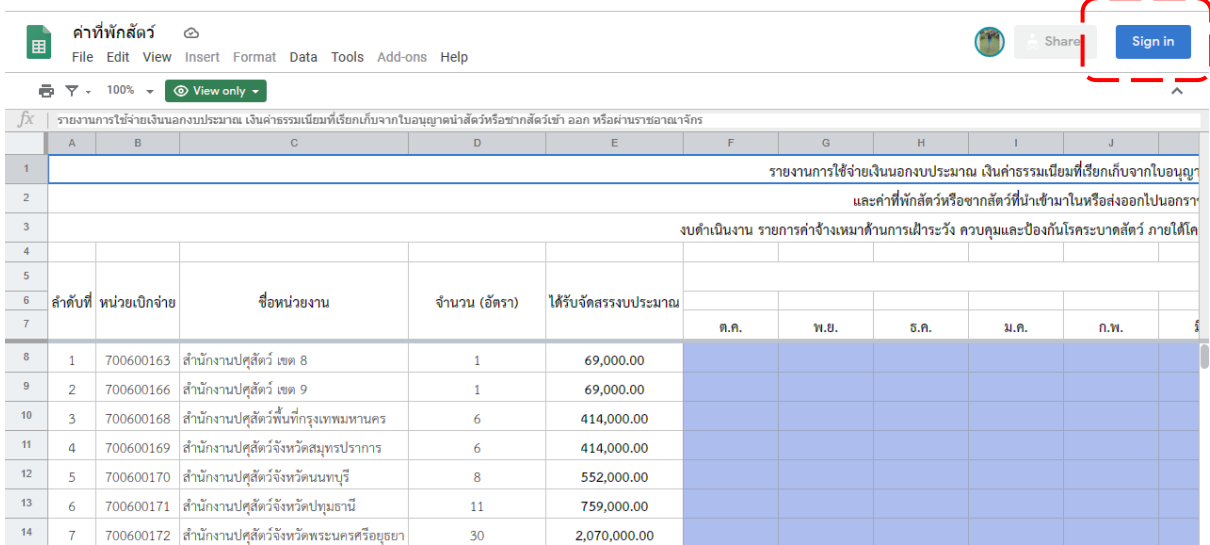 ค่าที่พักสัตว์
File Edit View Insert Format Data Tools Add-ons Help
Share
Sign in
100% View only
fx รายงานการใช้จ่ายเงินนอกงบประมาณ เงินค่าธรรมเนียมที่เรียกเก็บจากใบอนุญาตนำสัตว์หรือซากสัตว์เข้า ออก หรือผ่านราชอาณาจักร
A B C D E F G H I J
1 รายงานการใช้จ่ายเงินนอกงบประมาณ เงินค่าธรรมเนียมที่เรียกเก็บจากใบอนุญา
2 และค่าที่พักสัตว์หรือซากสัตว์ที่นำเข้ามาในหรือส่งออกไปนอกรา
3 งบดำเนินงาน รายการค่าจ้างเหมาด้านการเฝ้าระวัง ควบคุมและป้องกันโรคระบาดสัตว์ ภายใต้โค
4
5
6 ลำดับที่ หน่วยเบิกจ่าย ชื่อหน่วยงาน จำนวน (อัตรา) ได้รับจัดสรรงบประมาณ
7 ต.ค. พ.ย. ธ.ค. ม.ค. ก.พ.
8 1 700600163 สำนักงานปศุสัตว์ เขต 8 1 69,000.00
9 2 700600166 สำนักงานปศุสัตว์ เขต 9 1 69,000.00
10 3 700600168 สำนักงานปศุสัตว์พื้นที่กรุงเทพมหานคร 6 414,000.00
11 4 700600169 สำนักงานปศุสัตว์จังหวัดสมุทรปราการ 6 414,000.00
12 5 700600170 สำนักงานปศุสัตว์จังหวัดนนทบุรี 8 552,000.00
13 6 700600171 สำนักงานปศุสัตว์จังหวัดปทุมธานี 11 759,000.00
14 7 700600172 สำนักงานปศุสัตว์จังหวัดพระนครศรีอยุธยา 30 2,070,000.00